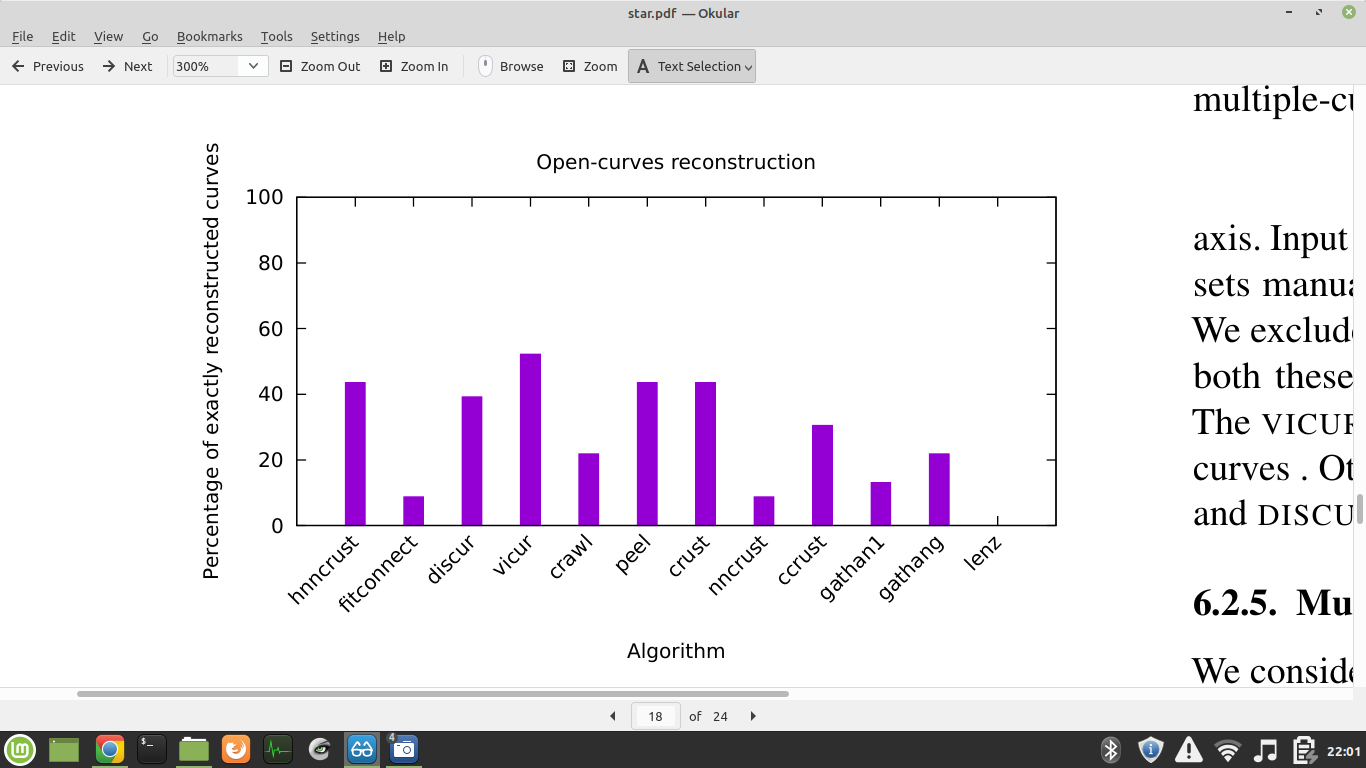 star.pdf — Okular
File Edit View Go Bookmarks Tools Settings Help
Previous Next 300% Zoom Out Zoom In Browse Zoom Text Selection
multiple-cu
Open-curves reconstruction
Percentage of exactly reconstructed curves
100
80
60
40
20
0
hnncrust fitconnect discur vicur crawl peel crust nncrust ccrust gathan1 gathang lenz
Algorithm
axis. Input
sets manua
We exclude
both these
The VICUR
curves . Ot
and DISCU
6.2.5. Mu
We conside
18 of 24
4
22:01